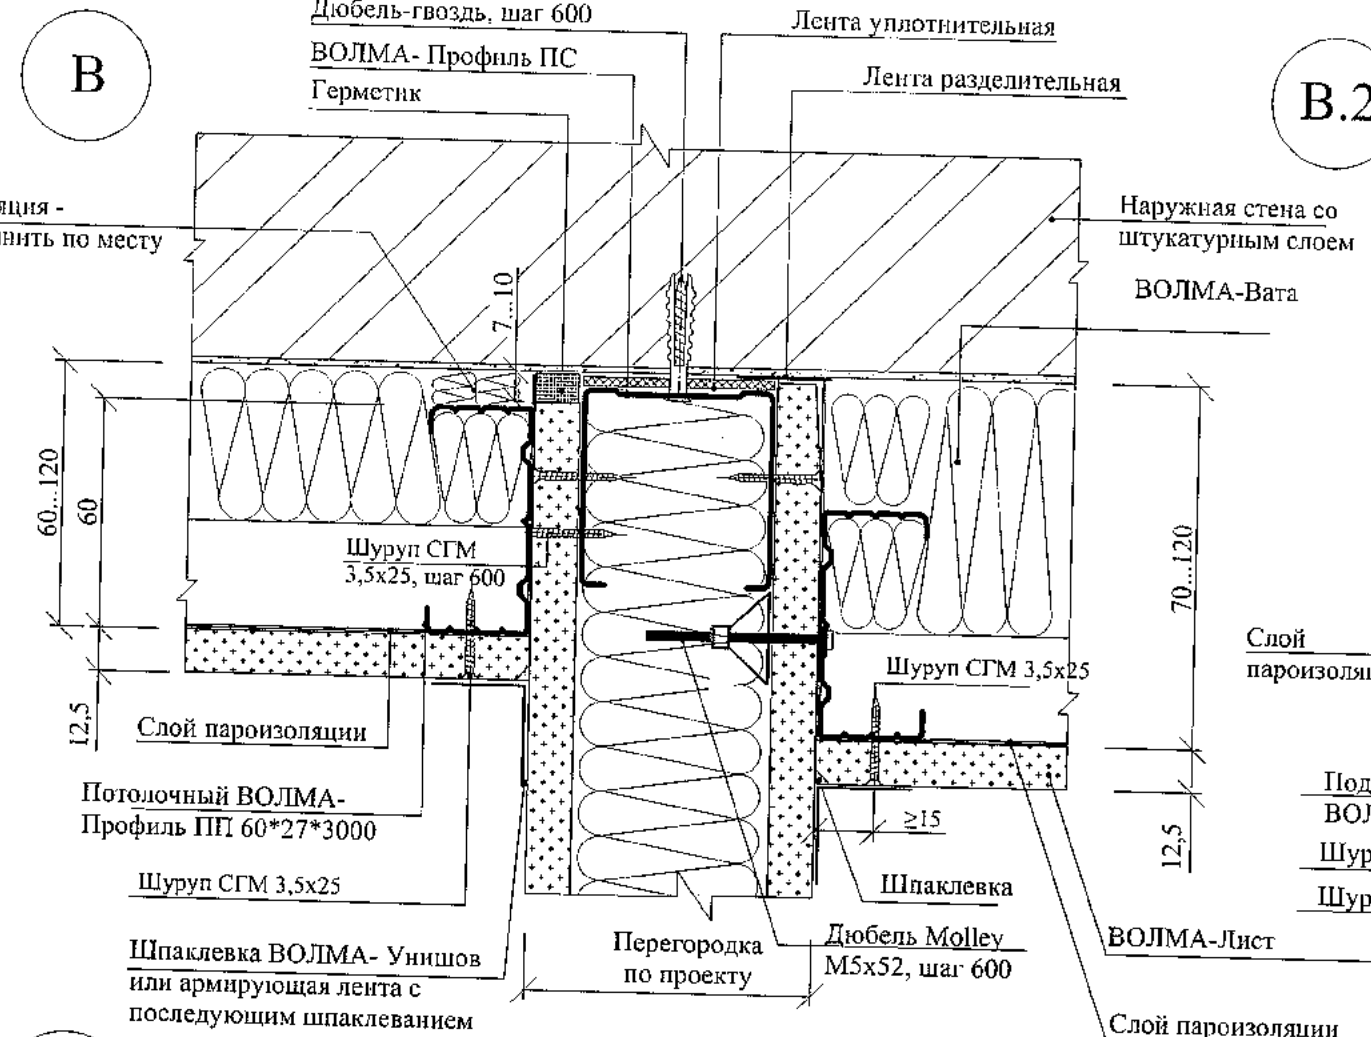 В
Дюбель-гвоздь, шаг 600
ВОЛМА- Профиль ПС
Герметик
Лента уплотнительная
Лента разделительная
В.2
Наружная стена со
штукатурным слоем
ВОЛМА-Вата
по месту
7...10
60...120
60
12,5
Шуруп СГМ
3,5х25, шаг 600
70...120
12,5
Шуруп СГМ 3,5х25
≥15
Слой
Слой пароизоляции
Потолочный ВОЛМА-
Профиль ПП 60*27*3000
Шуруп СГМ 3,5х25
Шпаклевка ВОЛМА- Унишов
или армирующая лента с
последующим шпаклеванием
Перегородка
по проекту
Шпаклевка
Дюбель Molley
М5х52, шаг 600
ВОЛМА-Лист
Слой пароизоляции